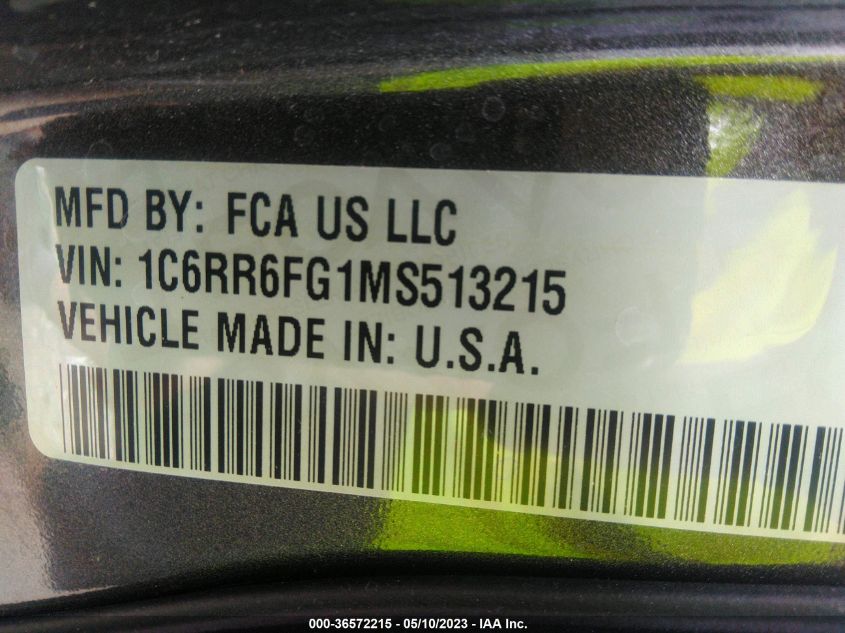 MFD BY: FCA US LLC
VIN: 1C6RR6FG1MS513215
VEHICLE MADE IN: U.S.A.
000-36572215 - 05/10/2023 - IAA Inc.